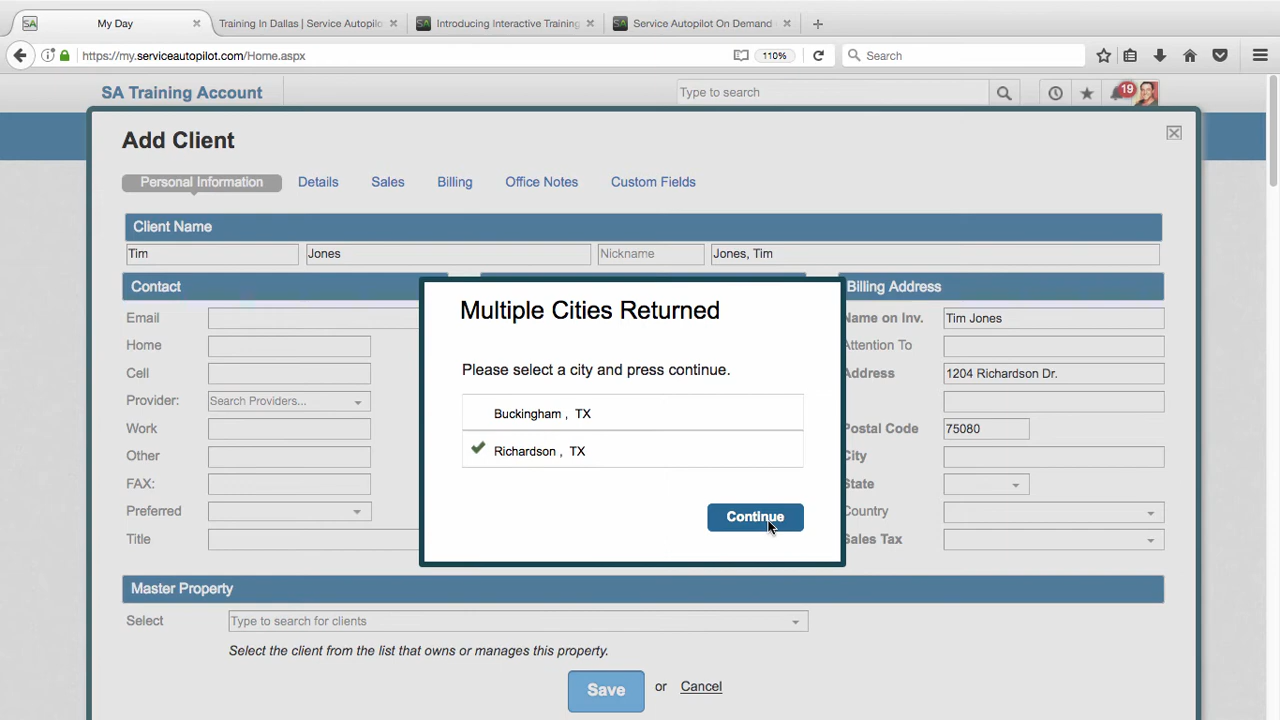 My Day
Training In Dallas | Service Autopilo
Introducing Interactive Training
Service Autopilot On Demand
https://my.serviceautopilot.com/Home.aspx
110%
Search
SA Training Account
Type to search
19
Add Client
Personal Information Details Sales Billing Office Notes Custom Fields
Client Name
Tim Jones Nickname Jones, Tim
Contact
Email
Home
Cell
Provider: Search Providers...
Work
Other
FAX:
Preferred
Title
Multiple Cities Returned
Please select a city and press continue.
Buckingham , TX
Richardson , TX
Continue
Billing Address
Name on Inv. Tim Jones
Attention To
Address 1204 Richardson Dr.
Postal Code 75080
City
State
Country
Sales Tax
Master Property
Select Type to search for clients
Select the client from the list that owns or manages this property.
Save or Cancel